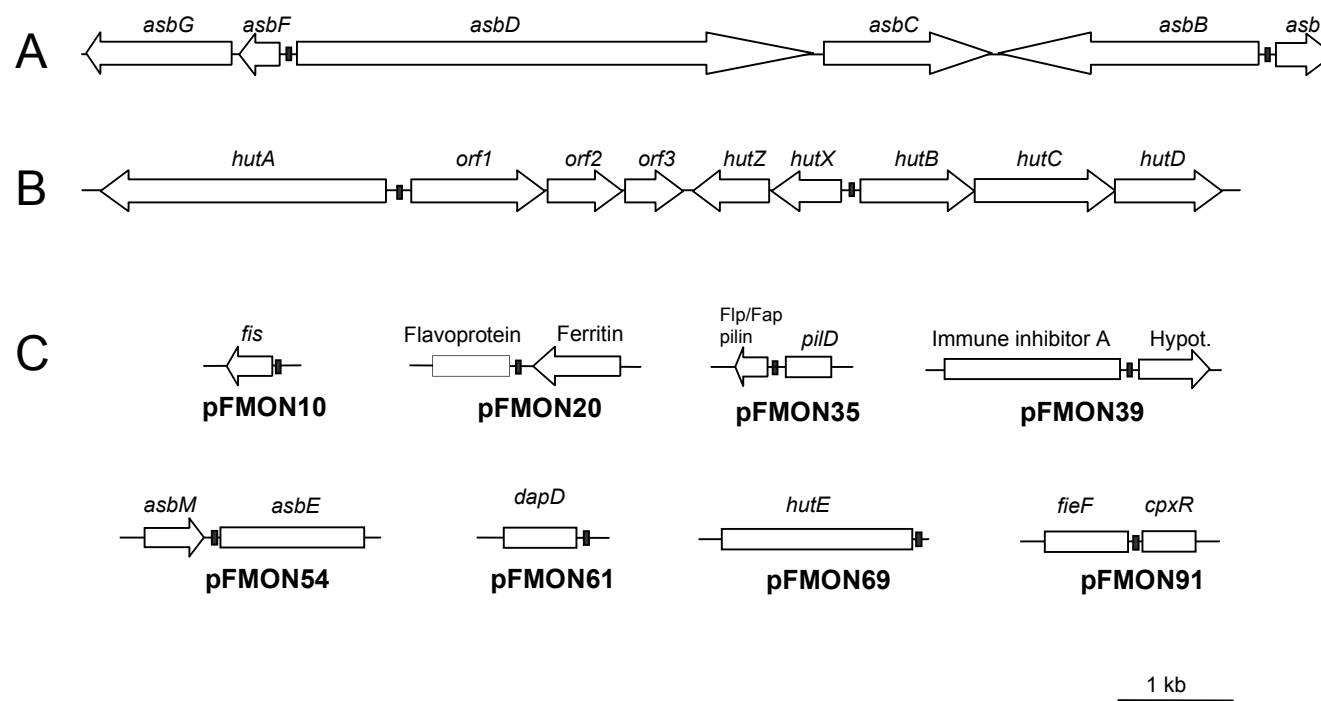 A
asbG asbF asbD asbC asbB asb
B
hutA orf1 orf2 orf3 hutZ hutX hutB hutC hutD
C
fis
pFMON10
Flavoprotein Ferritin
pFMON20
Flp/Fap
pilin pilD
pFMON35
Immune inhibitor A Hypot.
pFMON39
asbM asbE
pFMON54
dapD
pFMON61
hutE
pFMON69
fieF cpxR
pFMON91
1 kb